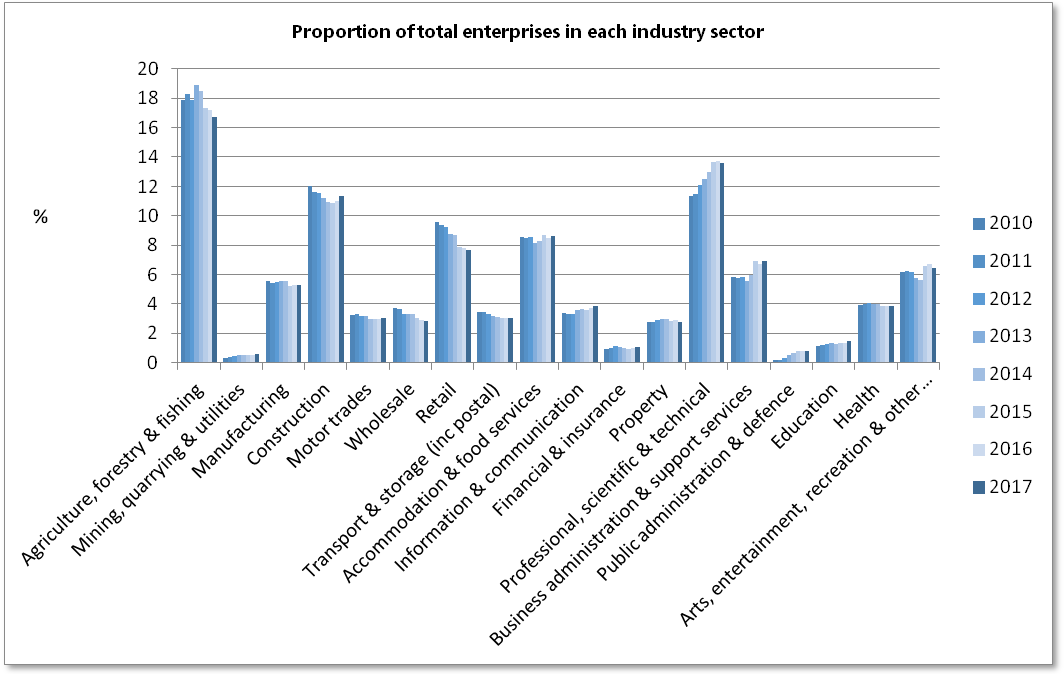 Proportion of total enterprises in each industry sector
20
18
16
14
12
10
8
6
4
2
0
%
Agriculture, forestry & fishing
Mining, quarrying & utilities
Manufacturing
Construction
Motor trades
Wholesale
Retail
Transport & storage (inc postal)
Accommodation & food services
Information & communication
Financial & insurance
Property
Professional, scientific & technical
Business administration & support services
Public administration & defence
Education
Health
Arts, entertainment, recreation & other...
2010
2011
2012
2013
2014
2015
2016
2017